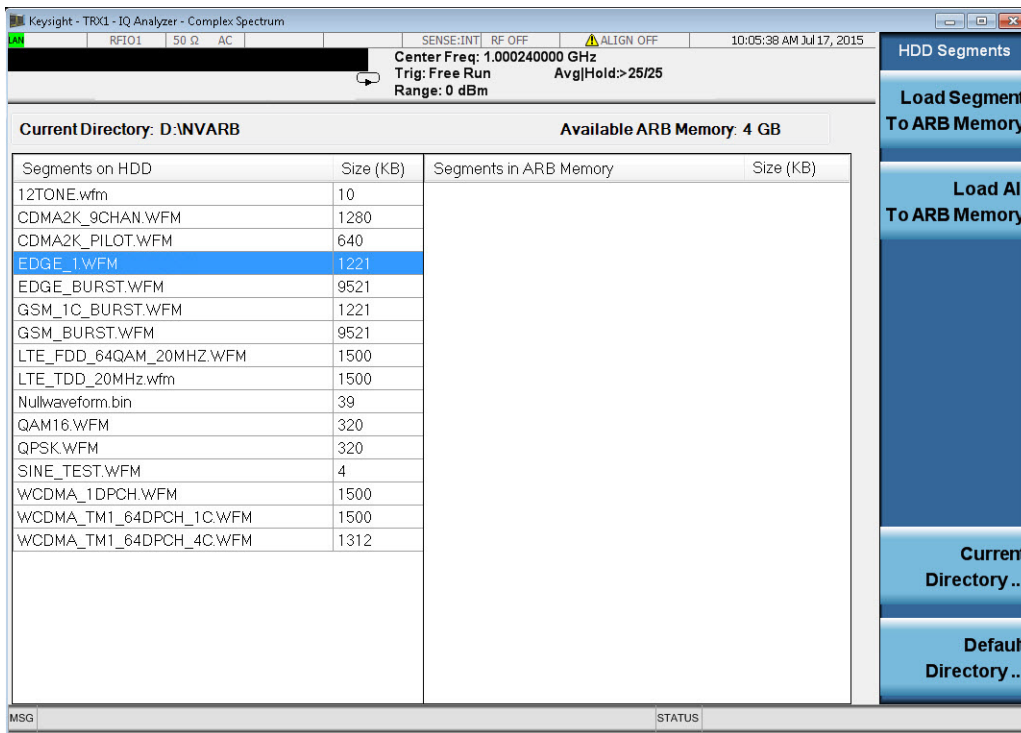 Keysight - TRX1 - IQ Analyzer - Complex Spectrum
LAN RFIO1 50 Ω AC SENSE:INT RF OFF ALIGN OFF 10:05:38 AM Jul 17, 2015
Center Freq: 1.000240000 GHz
Trig: Free Run Avg|Hold:>25/25
Range: 0 dBm
HDD Segments
Load Segment
To ARB Memory
Current Directory: D:\NVARB Available ARB Memory: 4 GB
Segments on HDD Size (KB) Segments in ARB Memory Size (KB)
12TONE.wfm 10
CDMA2K_9CHAN.WFM 1280
CDMA2K_PILOT.WFM 640
EDGE_1.WFM 1221
EDGE_BURST.WFM 9521
GSM_1C_BURST.WFM 1221
GSM_BURST.WFM 9521
LTE_FDD_64QAM_20MHZ.WFM 1500
LTE_TDD_20MHz.wfm 1500
Nullwaveform.bin 39
QAM16.WFM 320
QPSK.WFM 320
SINE_TEST.WFM 4
WCDMA_1DPCH.WFM 1500
WCDMA_TM1_64DPCH_1C.WFM 1500
WCDMA_TM1_64DPCH_4C.WFM 1312
Load Al
To ARB Memory
Current
Directory..
Default
Directory..
MSG STATUS